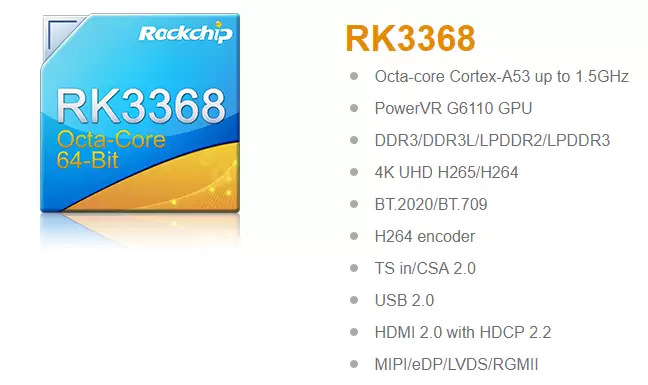 Rockchip
RK3368
Octa-Core
64-Bit
RK3368
Octa-core Cortex-A53 up to 1.5GHz
PowerVR G6110 GPU
DDR3/DDR3L/LPDDR2/LPDDR3
4K UHD H265/H264
BT.2020/BT.709
H264 encoder
TS in/CSA 2.0
USB 2.0
HDMI 2.0 with HDCP 2.2
MIPI/eDP/LVDS/RGMII